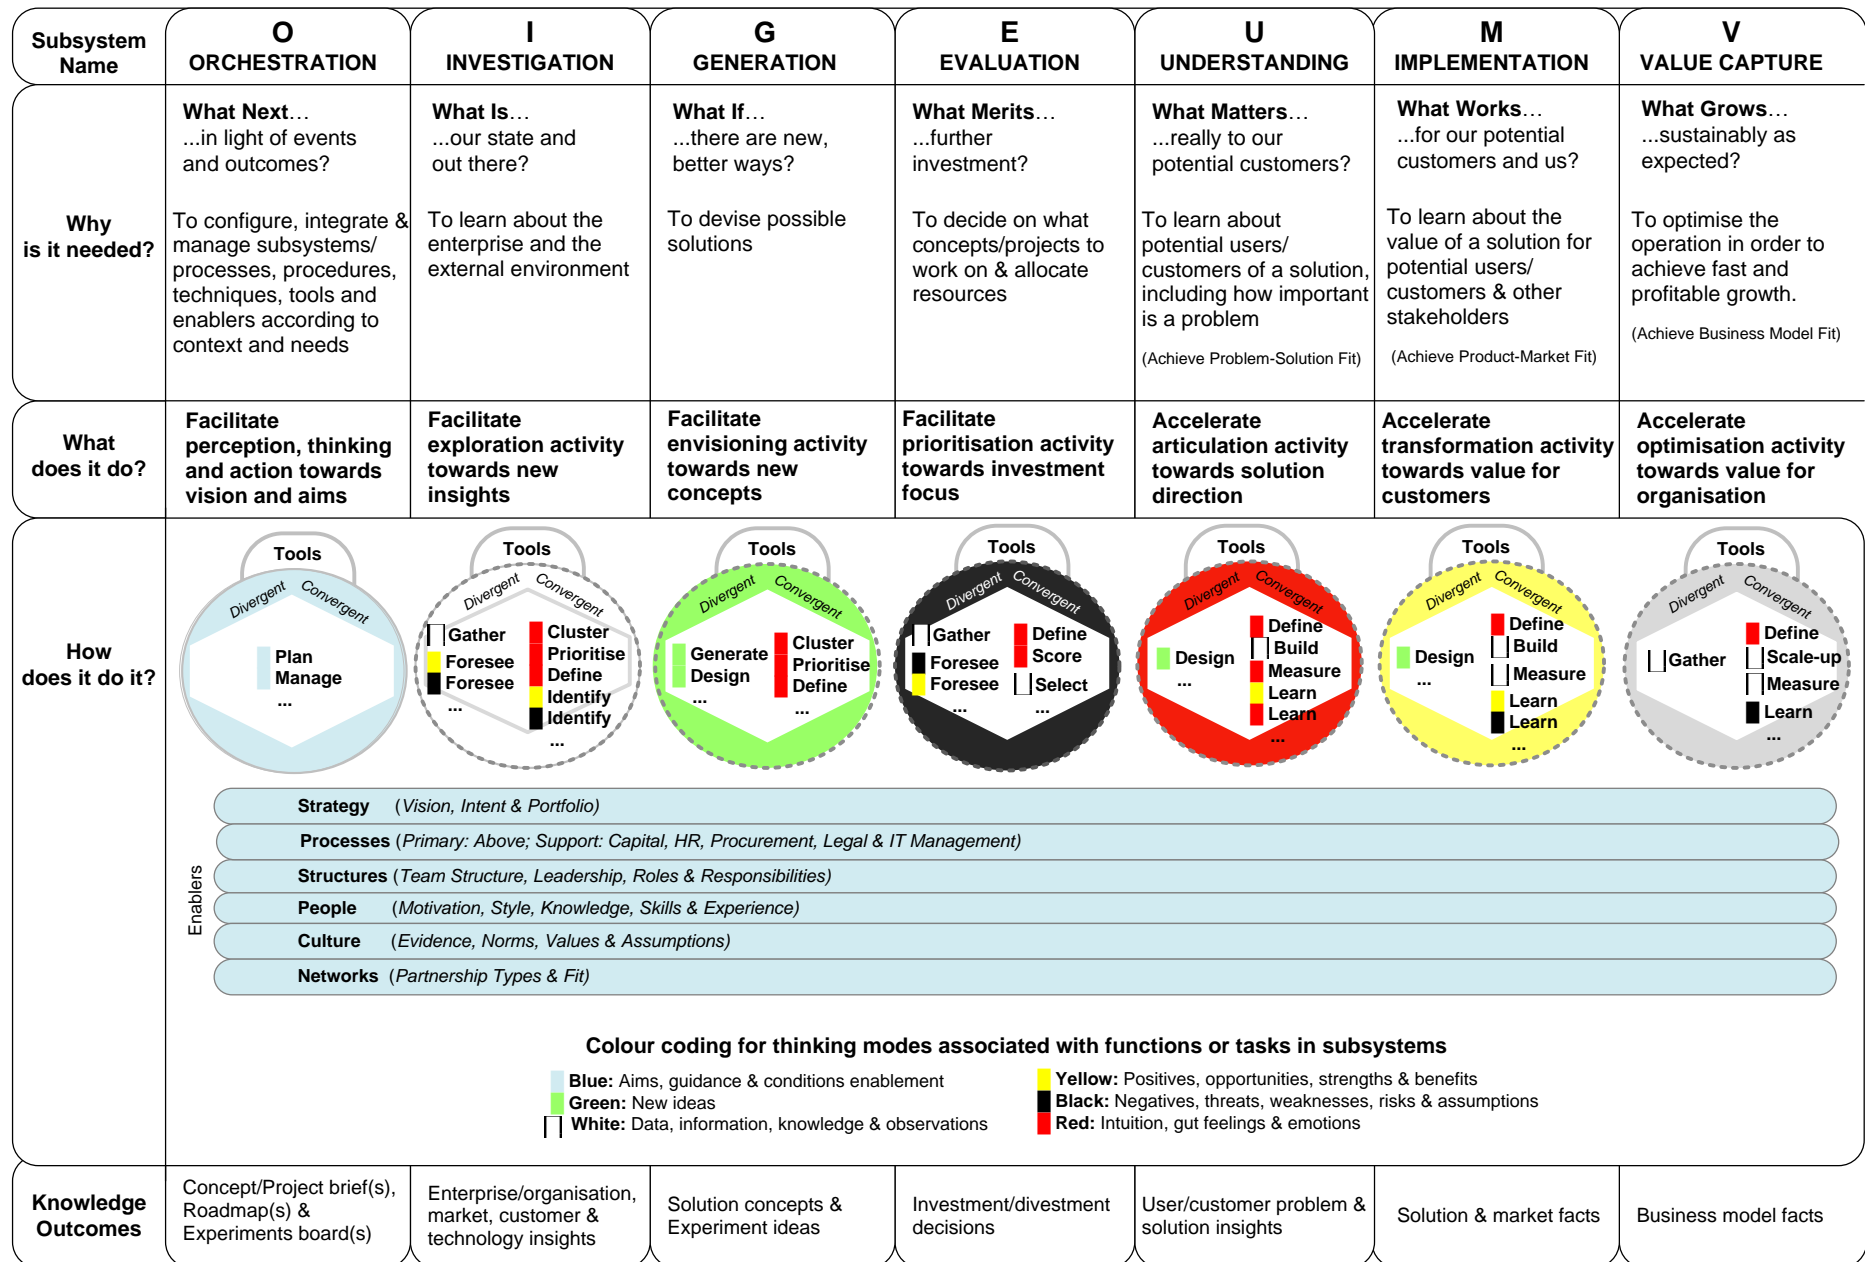 Subsystem
Name
O
ORCHESTRATION
I
INVESTIGATION
G
GENERATION
E
EVALUATION
U
UNDERSTANDING
M
IMPLEMENTATION
V
VALUE CAPTURE
Why
is it needed?
What Next…
...in light of events
and outcomes?
To configure, integrate &
manage subsystems/
processes, procedures,
techniques, tools and
enablers according to
context and needs
What Is…
...our state and
out there?
To learn about the
enterprise and the
external environment
What If…
...there are new,
better ways?
To devise possible
solutions
What Merits…
...further
investment?
To decide on what
concepts/projects to
work on & allocate
resources
What Matters…
...really to our
potential customers?
To learn about
potential users/
customers of a solution,
including how important
is a problem
(Achieve Problem-Solution Fit)
What Works…
...for our potential
customers and us?
To learn about the
value of a solution for
potential users/
customers & other
stakeholders
(Achieve Product-Market Fit)
What Grows…
...sustainably as
expected?
To optimise the
operation in order to
achieve fast and
profitable growth.
(Achieve Business Model Fit)
What
does it do?
Facilitate
perception, thinking
and action towards
vision and aims
Facilitate
exploration activity
towards new
insights
Facilitate
envisioning activity
towards new
concepts
Facilitate
prioritisation activity
towards investment
focus
Accelerate
articulation activity
towards solution
direction
Accelerate
transformation activity
towards value for
customers
Accelerate
optimisation activity
towards value for
organisation
How
does it do it?
Tools
Divergent
Convergent
Plan
Manage
...
Tools
Divergent
Convergent
Gather
Foresee
Foresee
...
Cluster
Prioritise
Define
Identify
Identify
...
Tools
Divergent
Convergent
Generate
Design
...
Cluster
Prioritise
Define
...
Tools
Divergent
Convergent
Gather
Foresee
Foresee
...
Define
Score
Select
...
Tools
Divergent
Convergent
Design
...
Define
Build
Measure
Learn
Learn
...
Tools
Divergent
Convergent
Design
...
Define
Build
Measure
Learn
Learn
...
Tools
Divergent
Convergent
Gather
Define
Scale-up
Measure
Learn
...
Enablers
Strategy (Vision, Intent & Portfolio)
Processes (Primary: Above; Support: Capital, HR, Procurement, Legal & IT Management)
Structures (Team Structure, Leadership, Roles & Responsibilities)
People (Motivation, Style, Knowledge, Skills & Experience)
Culture (Evidence, Norms, Values & Assumptions)
Networks (Partnership Types & Fit)
Colour coding for thinking modes associated with functions or tasks in subsystems
Blue: Aims, guidance & conditions enablement
Green: New ideas
White: Data, information, knowledge & observations
Yellow: Positives, opportunities, strengths & benefits
Black: Negatives, threats, weaknesses, risks & assumptions
Red: Intuition, gut feelings & emotions
Knowledge
Outcomes
Concept/Project brief(s),
Roadmap(s) &
Experiments board(s)
Enterprise/organisation,
market, customer &
technology insights
Solution concepts &
Experiment ideas
Investment/divestment
decisions
User/customer problem &
solution insights
Solution & market facts
Business model facts